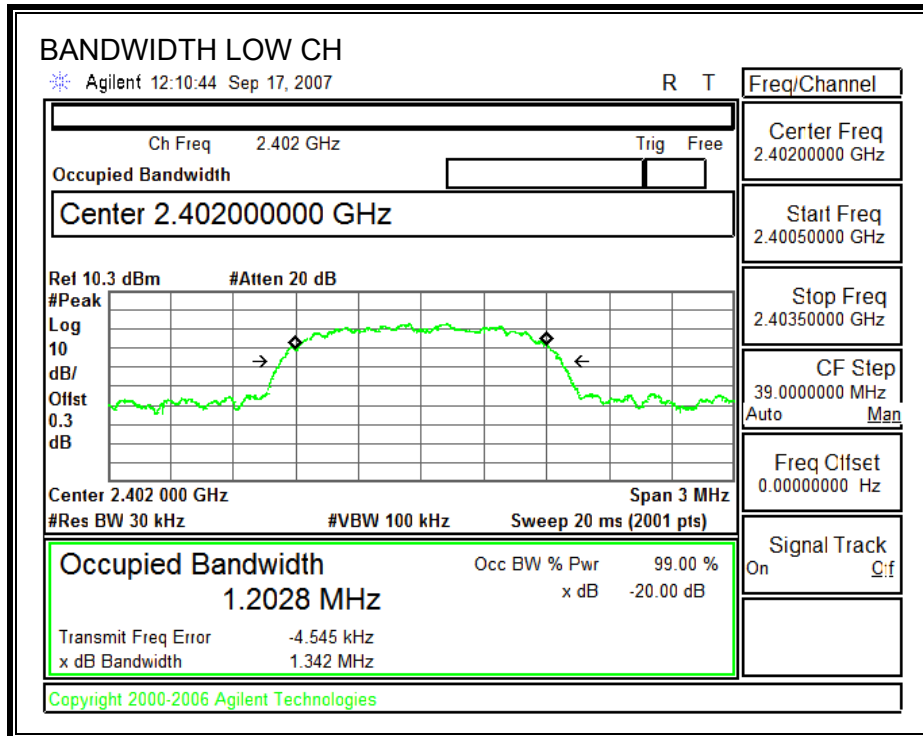 BANDWIDTH LOW CH
Agilent 12:10:44 Sep 17, 2007 R T
Freq/Channel
Ch Freq 2.402 GHz Trig Free
Occupied Bandwidth
Center 2.402000000 GHz
Ref 10.3 dBm #Atten 20 dB
#Peak
Log
10
dB/
Offst
0.3
dB
Center 2.402 000 GHz Span 3 MHz
#Res BW 30 kHz #VBW 100 kHz Sweep 20 ms (2001 pts)
Occupied Bandwidth Occ BW % Pwr 99.00 %
1.2028 MHz x dB -20.00 dB
Transmit Freq Error -4.545 kHz
x dB Bandwidth 1.342 MHz
Copyright 2000-2006 Agilent Technologies
Center Freq
2.40200000 GHz
Start Freq
2.40050000 GHz
Stop Freq
2.40350000 GHz
CF Step
39.0000000 MHz
Auto Man
Freq Offset
0.00000000 Hz
Signal Track
On Off